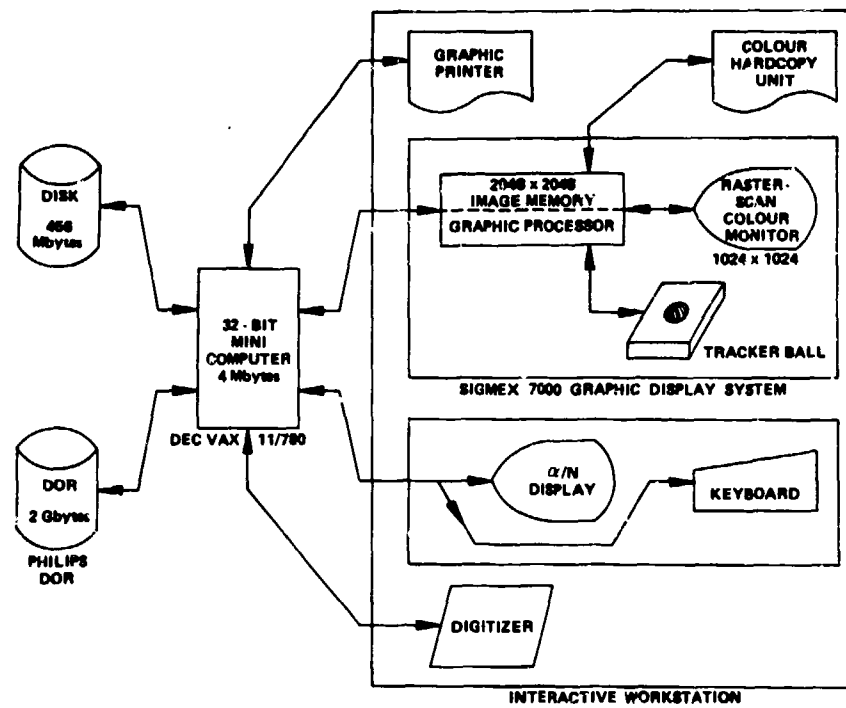 GRAPHIC
PRINTER
COLOUR
HARDCOPY
UNIT
2048 x 2048
IMAGE MEMORY
GRAPHIC PROCESSOR
RASTER-
SCAN
COLOUR
MONITOR
1024 x 1024
TRACKER BALL
SIGMEX 7000 GRAPHIC DISPLAY SYSTEM
DISK
456
Mbytes
32 - BIT
MINI
COMPUTER
4 Mbytes
DEC VAX 11/780
DOR
2 Gbytes
PHILIPS
DOR
α/N
DISPLAY
KEYBOARD
DIGITIZER
INTERACTIVE WORKSTATION